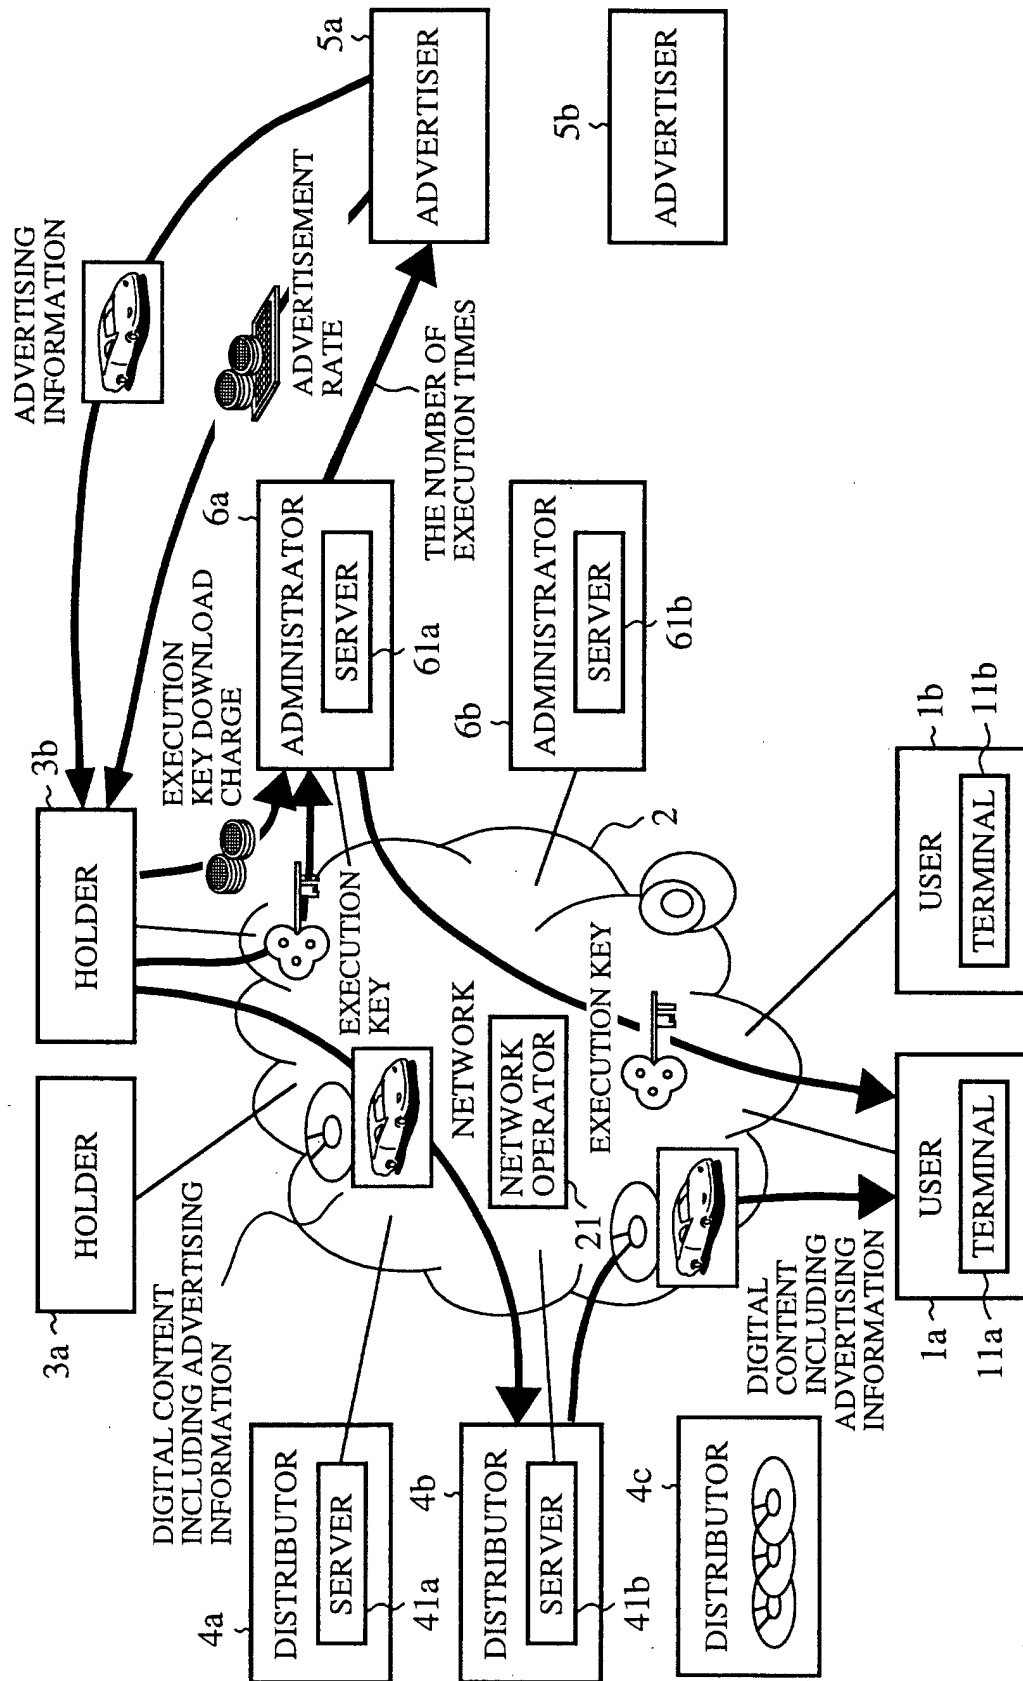 3a
HOLDER
3b
HOLDER
ADVERTISING
INFORMATION
DIGITAL CONTENT
INCLUDING ADVERTISING
INFORMATION
EXECUTION
KEY DOWNLOAD
CHARGE
ADVERTISEMENT
RATE
4a
DISTRIBUTOR
SERVER
41a
EXECUTION
KEY
6a
ADMINISTRATOR
SERVER
61a
5a
ADVERTISER
THE NUMBER OF
EXECUTION TIMES
4b
DISTRIBUTOR
SERVER
41b
NETWORK
NETWORK
OPERATOR
21
EXECUTION KEY
2
6b
ADMINISTRATOR
SERVER
61b
5b
ADVERTISER
4c
DISTRIBUTOR
DIGITAL
CONTENT
INCLUDING
ADVERTISING
INFORMATION
1a
USER
TERMINAL
11a
1b
USER
TERMINAL
11b